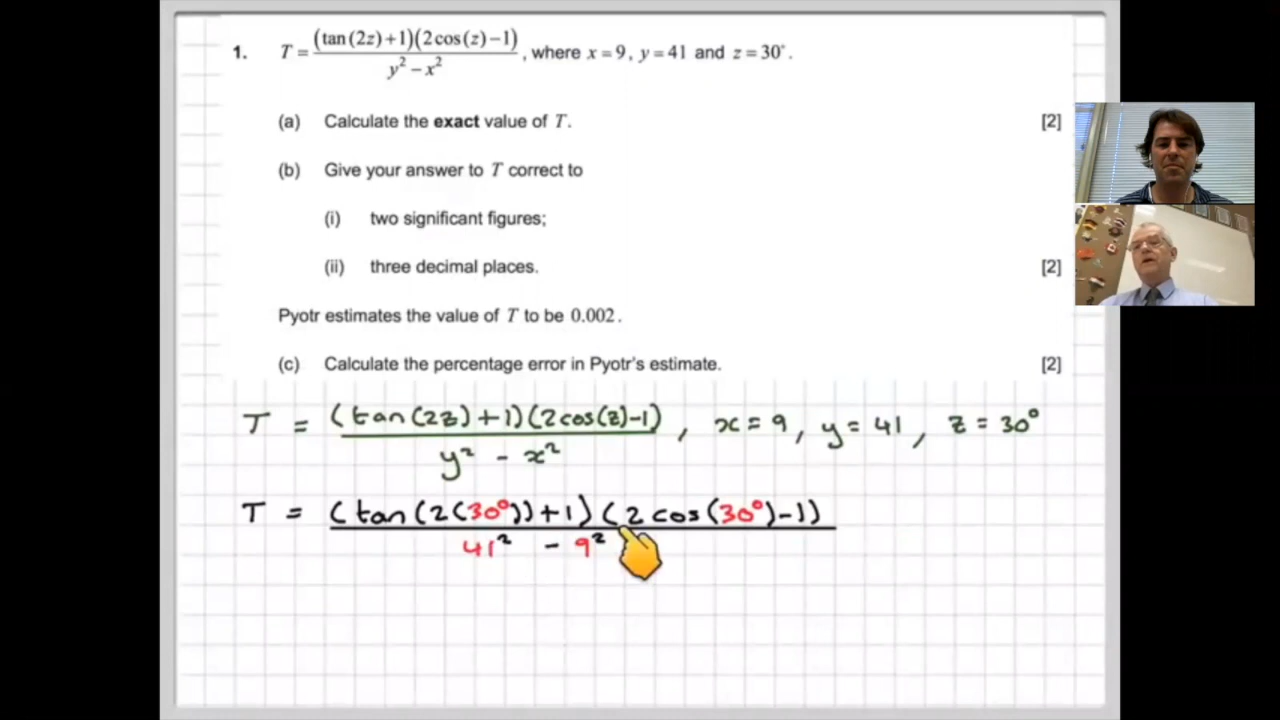 1. T = (tan(2z)+1)(2cos(z)−1) / y² − x² , where x = 9, y = 41 and z = 30°.
(a) Calculate the exact value of T. [2]
(b) Give your answer to T correct to
(i) two significant figures;
(ii) three decimal places. [2]
Pyotr estimates the value of T to be 0.002.
(c) Calculate the percentage error in Pyotr's estimate. [2]
T = (tan(2z)+1)(2cos(z)-1) / y² - x² , x = 9, y = 41, z = 30°
T = (tan(2(30°))+1)(2cos(30°)-1) / 41² - 9²